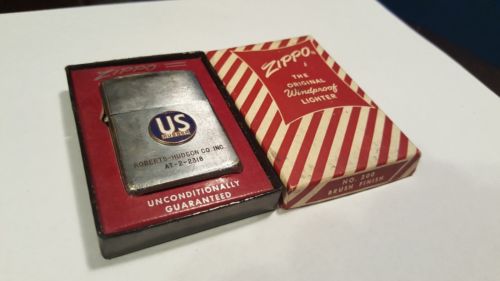 ZIPPO
US
RUBBER
ROBERTS-HUDSON CO. INC.
AT-2-2318
UNCONDITIONALLY
GUARANTEED
ZIPPO
THE
ORIGINAL
Windproof
LIGHTER
NO. 200
BRUSH FINISH